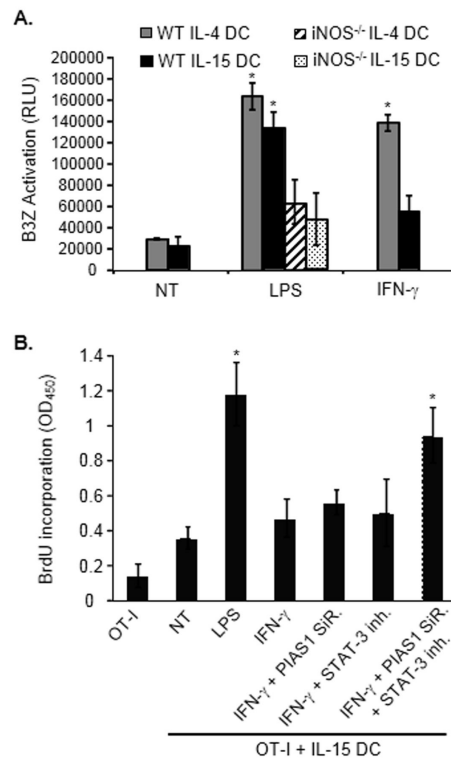 A.
WT IL-4 DC
iNOS-/- IL-4 DC
WT IL-15 DC
iNOS-/- IL-15 DC
B3Z Activation (RLU)
200000
180000
160000
140000
120000
100000
80000
60000
40000
20000
0
*
*
*
NT
LPS
IFN-γ
B.
BrdU incorporation (OD450)
1.4
1.2
1
0.8
0.6
0.4
0.2
0
*
*
OT-I
NT
LPS
IFN-γ
IFN-γ + PIAS1 SiR.
IFN-γ + STAT-3 inh.
IFN-γ + PIAS1 SiR.
+ STAT-3 inh.
OT-I + IL-15 DC